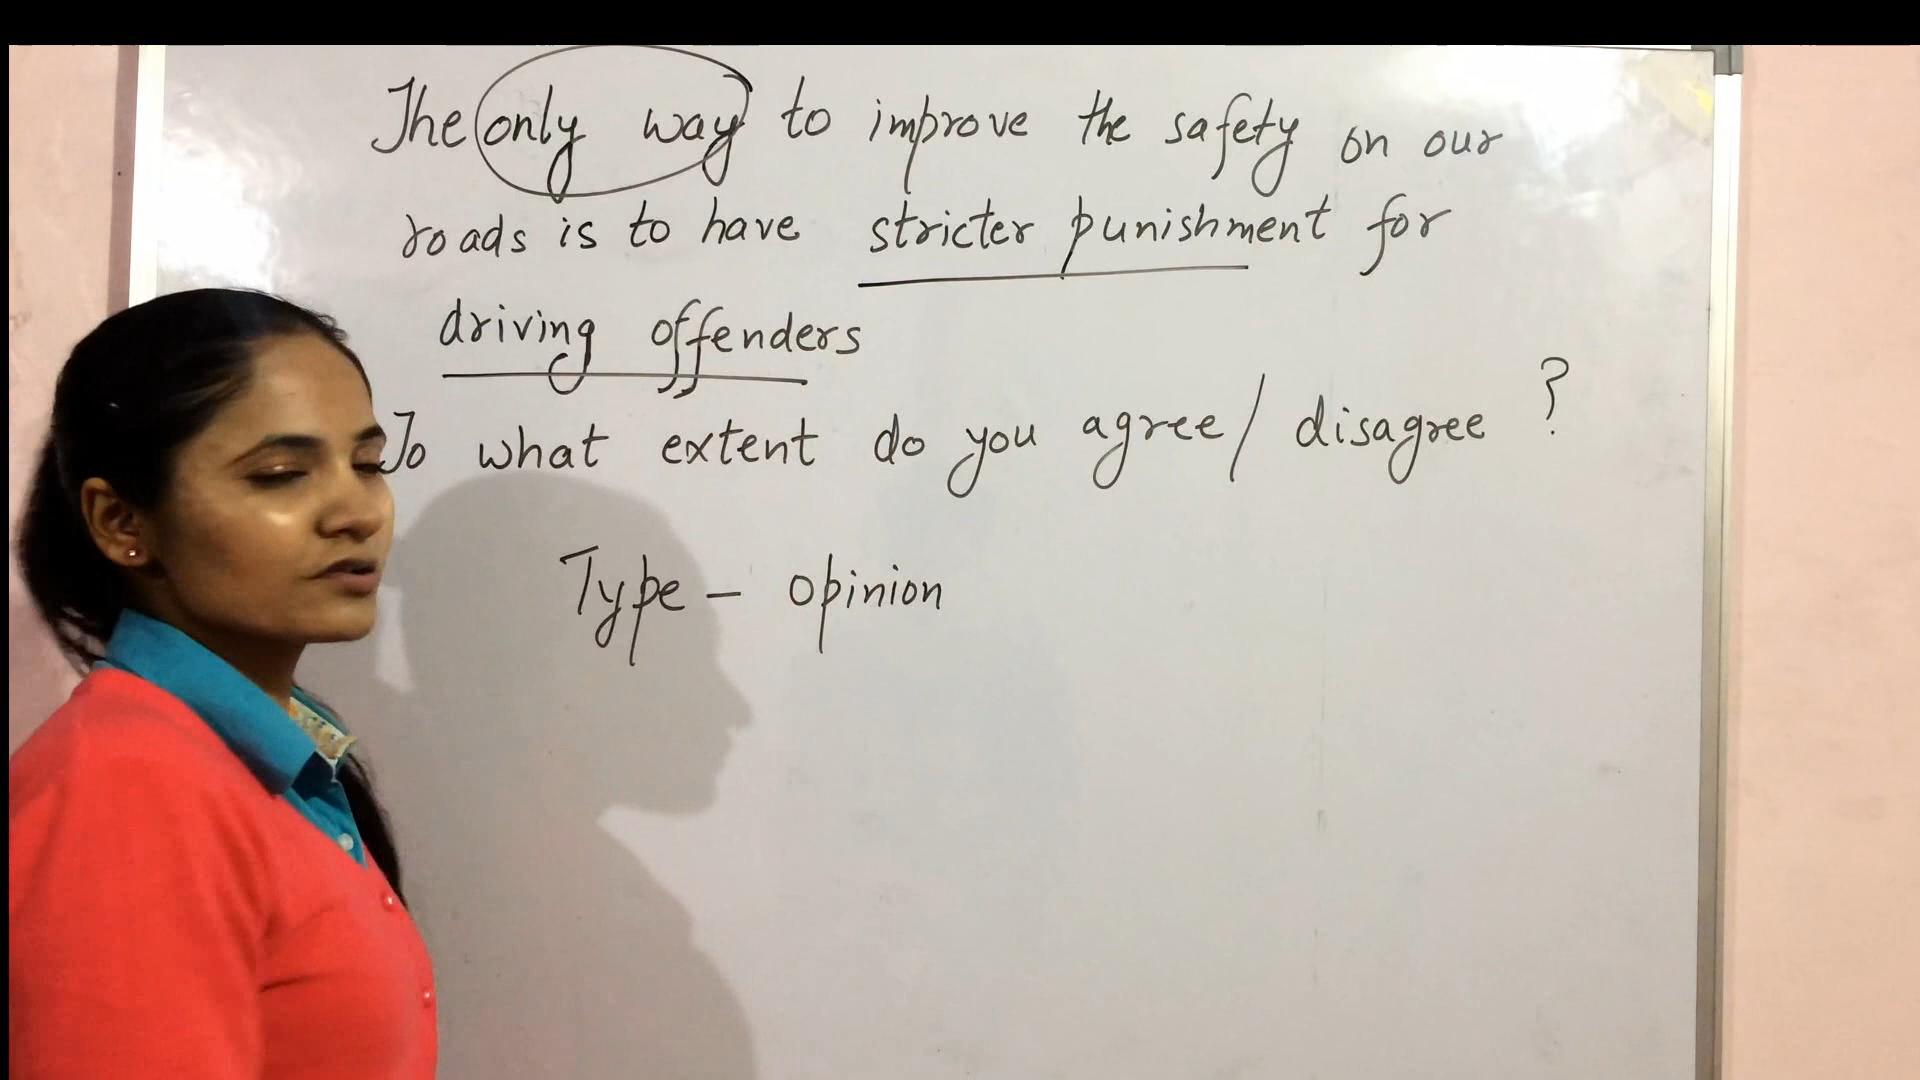 The only way to improve the safety on our
roads is to have stricter punishment for
driving offenders
To what extent do you agree/ disagree ?
Type - Opinion